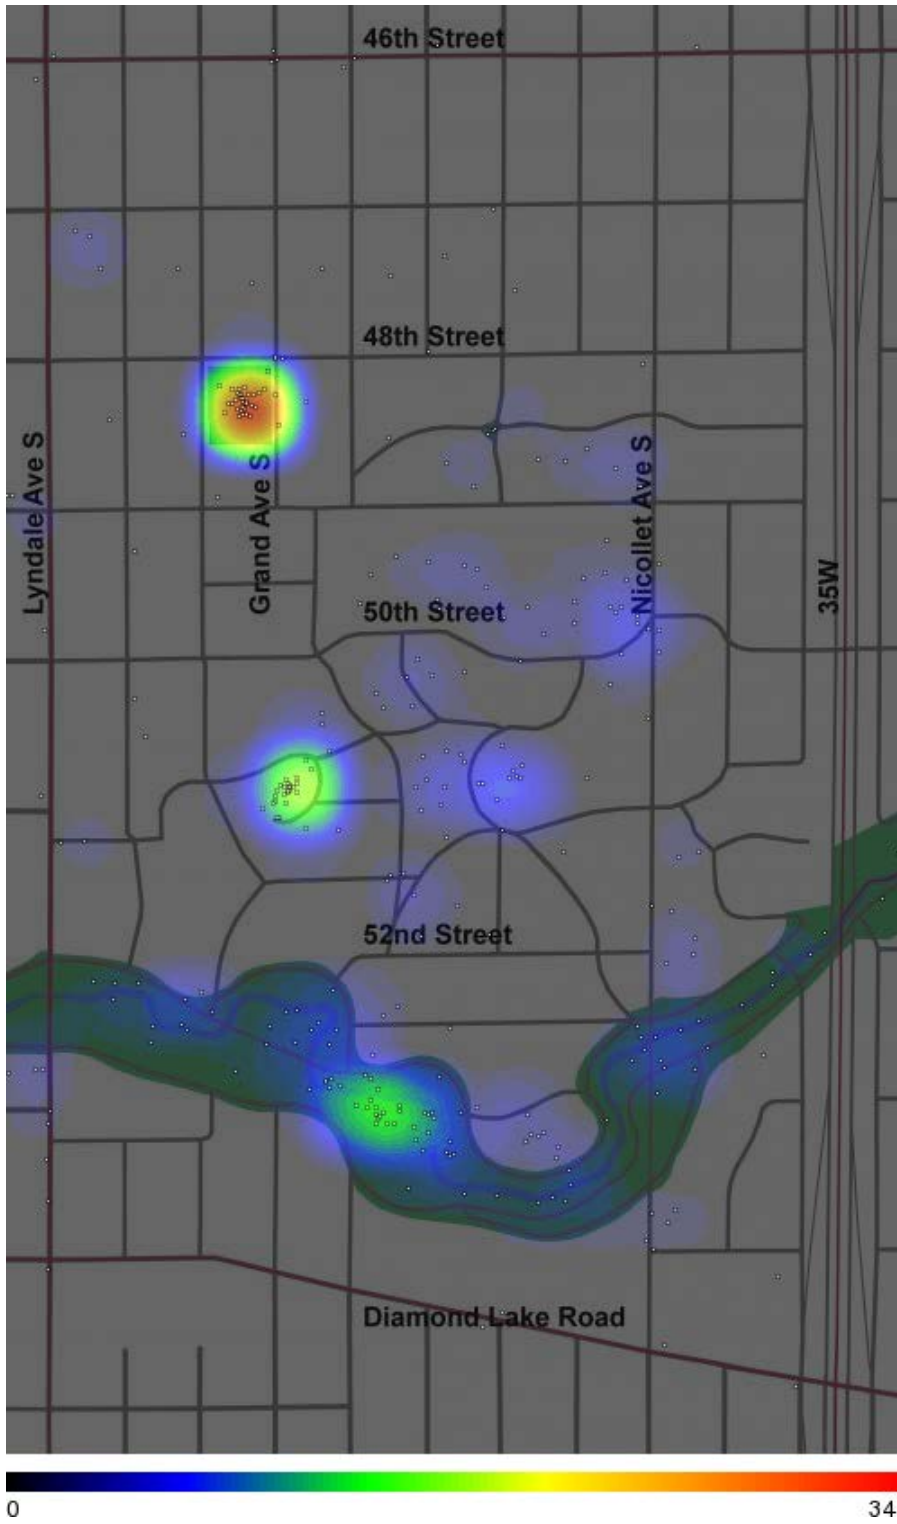 46th Street
48th Street
Lyndale Ave S
Grand Ave S
Nicollet Ave S
35W
50th Street
52nd Street
Diamond Lake Road
0
34